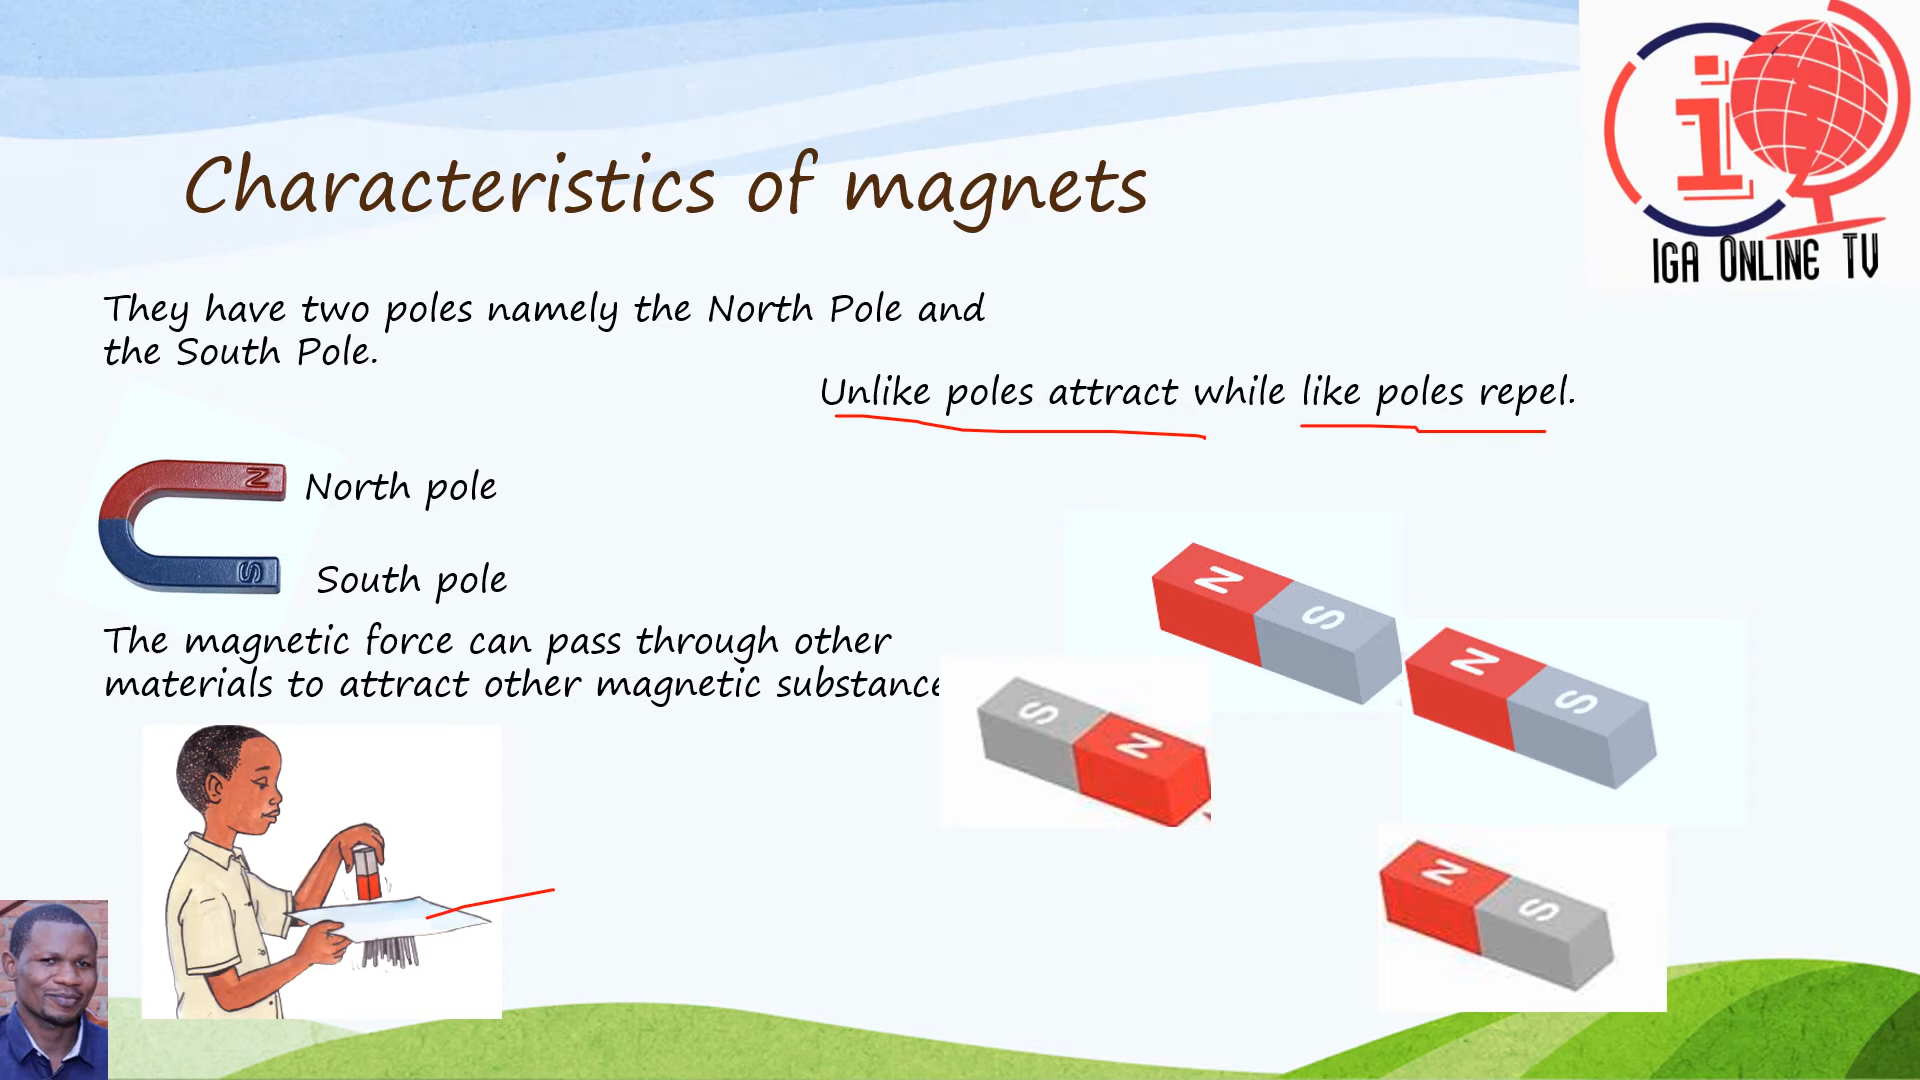 Characteristics of magnets
IGA ONLINE TV
They have two poles namely the North Pole and
the South Pole.
Unlike poles attract while like poles repel.
N
North pole
S
South pole
The magnetic force can pass through other
materials to attract other magnetic substance
N
S
N
S
S
N
N
S